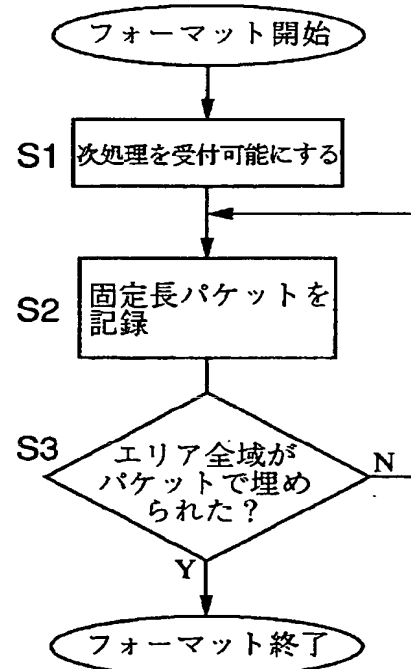 フォーマット開始
S1
次処理を受付可能にする
S2
固定長パケットを
記録
S3
エリア全域が
パケットで埋め
られた？
N
Y
フォーマット終了